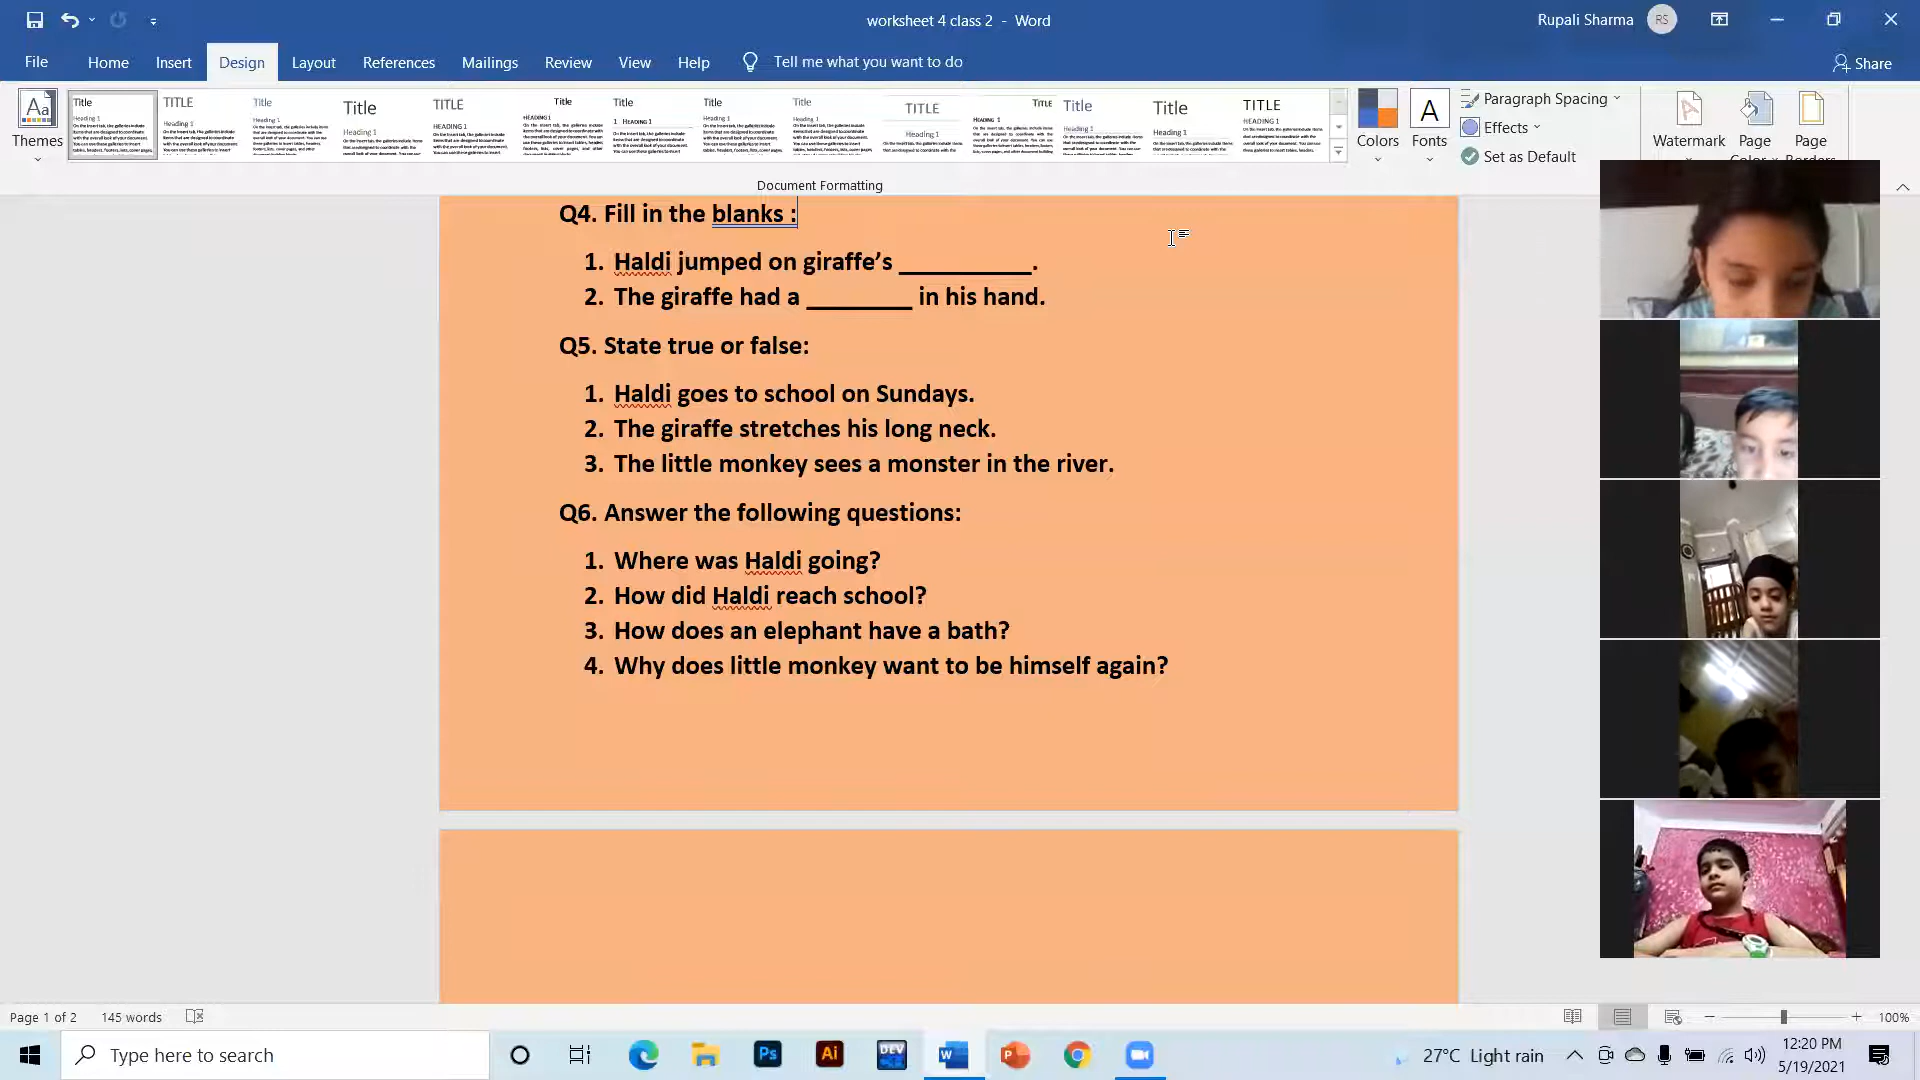 worksheet 4 class 2 - Word
Rupali Sharma RS
File Home Insert Design Layout References Mailings Review View Help Tell me what you want to do
Share
Themes
Document Formatting
Colors
Fonts
Paragraph Spacing
Effects
Set as Default
Watermark
Page Color
Page Borders
Q4. Fill in the blanks :
1. Haldi jumped on giraffe’s __________.
2. The giraffe had a ________ in his hand.
Q5. State true or false:
1. Haldi goes to school on Sundays.
2. The giraffe stretches his long neck.
3. The little monkey sees a monster in the river.
Q6. Answer the following questions:
1. Where was Haldi going?
2. How did Haldi reach school?
3. How does an elephant have a bath?
4. Why does little monkey want to be himself again?
Page 1 of 2 145 words
100%
Type here to search
27°C Light rain
12:20 PM
5/19/2021